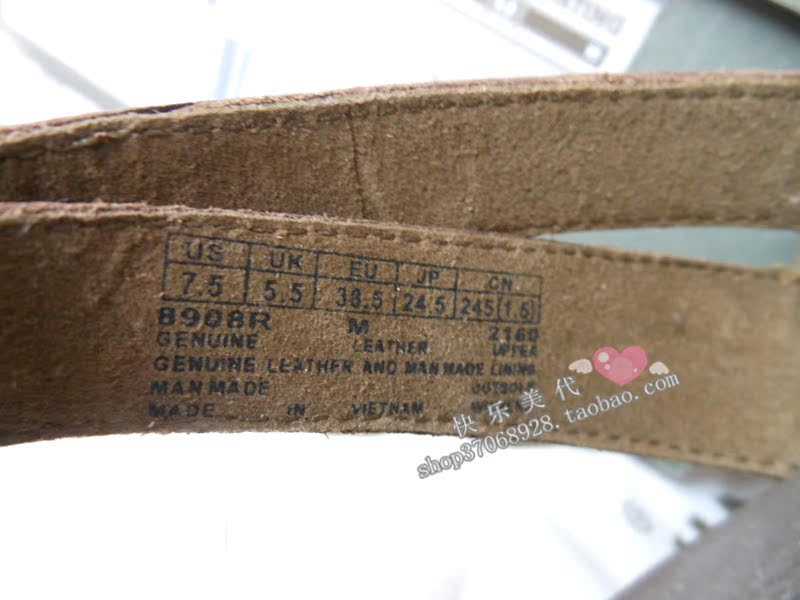 US UK EU JP CN
7.5 5.5 38.5 24.5 245(1.5)
8908R M 2160
GENUINE LEATHER UPPER
GENUINE LEATHER AND MAN MADE LINING
MAN MADE OUTSOLE
MADE IN VIETNAM
快乐美代
shop37068928.taobao.com